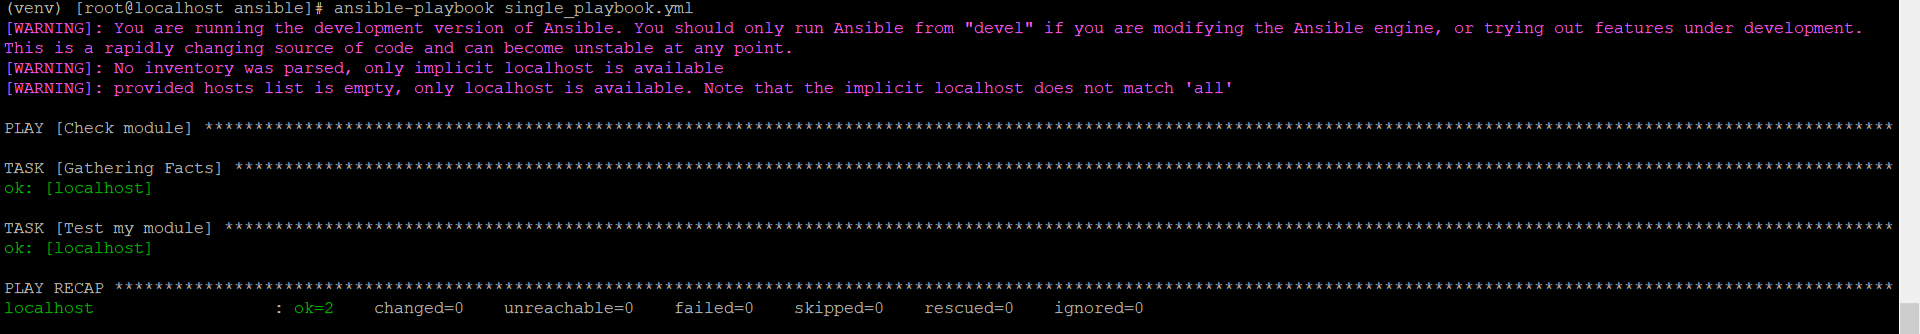 (venv) [root@localhost ansible]# ansible-playbook single_playbook.yml
[WARNING]: You are running the development version of Ansible. You should only run Ansible from "devel" if you are modifying the Ansible engine, or trying out features under development.
This is a rapidly changing source of code and can become unstable at any point.
[WARNING]: No inventory was parsed, only implicit localhost is available
[WARNING]: provided hosts list is empty, only localhost is available. Note that the implicit localhost does not match 'all'
PLAY [Check module] *************************************************************************************************************************************************************************
TASK [Gathering Facts] **********************************************************************************************************************************************************************
ok: [localhost]
TASK [Test my module] ***********************************************************************************************************************************************************************
ok: [localhost]
PLAY RECAP **********************************************************************************************************************************************************************************
localhost                  : ok=2    changed=0    unreachable=0    failed=0    skipped=0    rescued=0    ignored=0